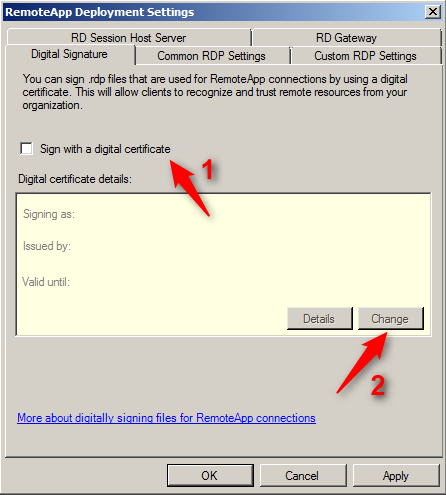 RemoteApp Deployment Settings
RD Session Host Server
RD Gateway
Digital Signature
Common RDP Settings
Custom RDP Settings
You can sign .rdp files that are used for RemoteApp connections by using a digital
certificate. This will allow clients to recognize and trust remote resources from your
organization.
Sign with a digital certificate
1
Digital certificate details:
Signing as:
Issued by:
Valid until:
Details
Change
2
More about digitally signing files for RemoteApp connections
OK
Cancel
Apply